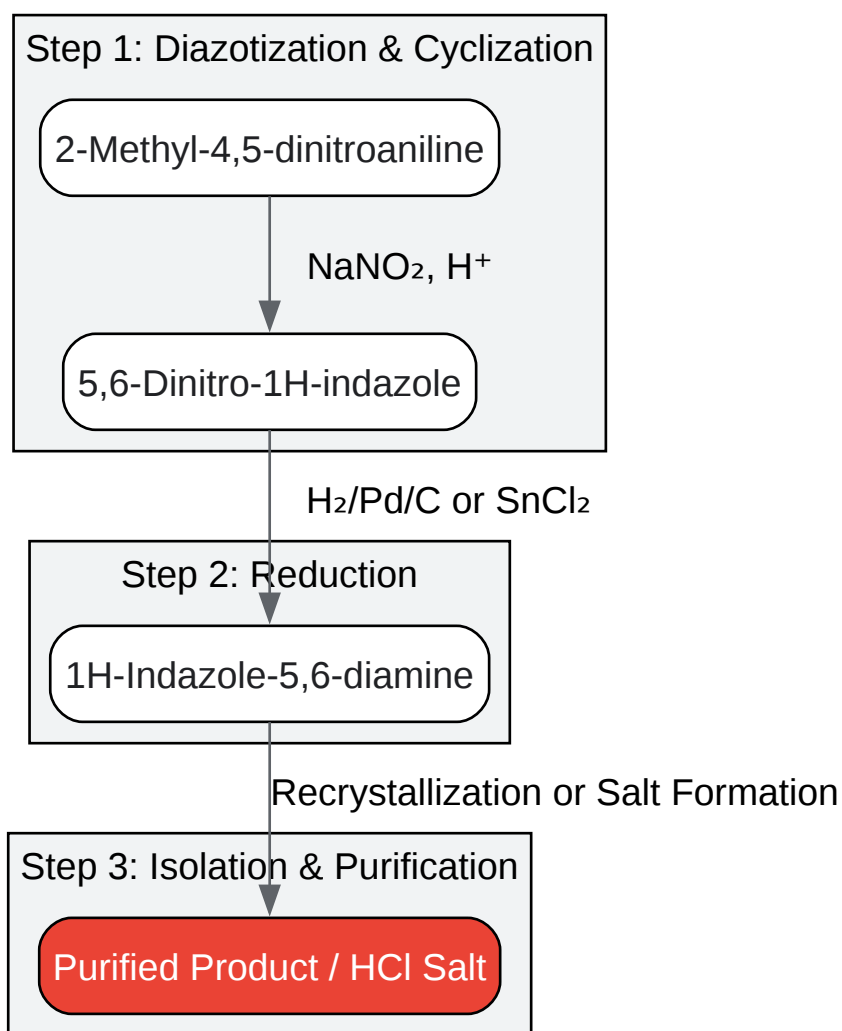 Step 1: Diazotization & Cyclization
2-Methyl-4,5-dinitroaniline
NaNO₂, H⁺
5,6-Dinitro-1H-indazole
H₂/Pd/C or SnCl₂
Step 2: Reduction
1H-Indazole-5,6-diamine
Recrystallization or Salt Formation
Step 3: Isolation & Purification
Purified Product / HCl Salt